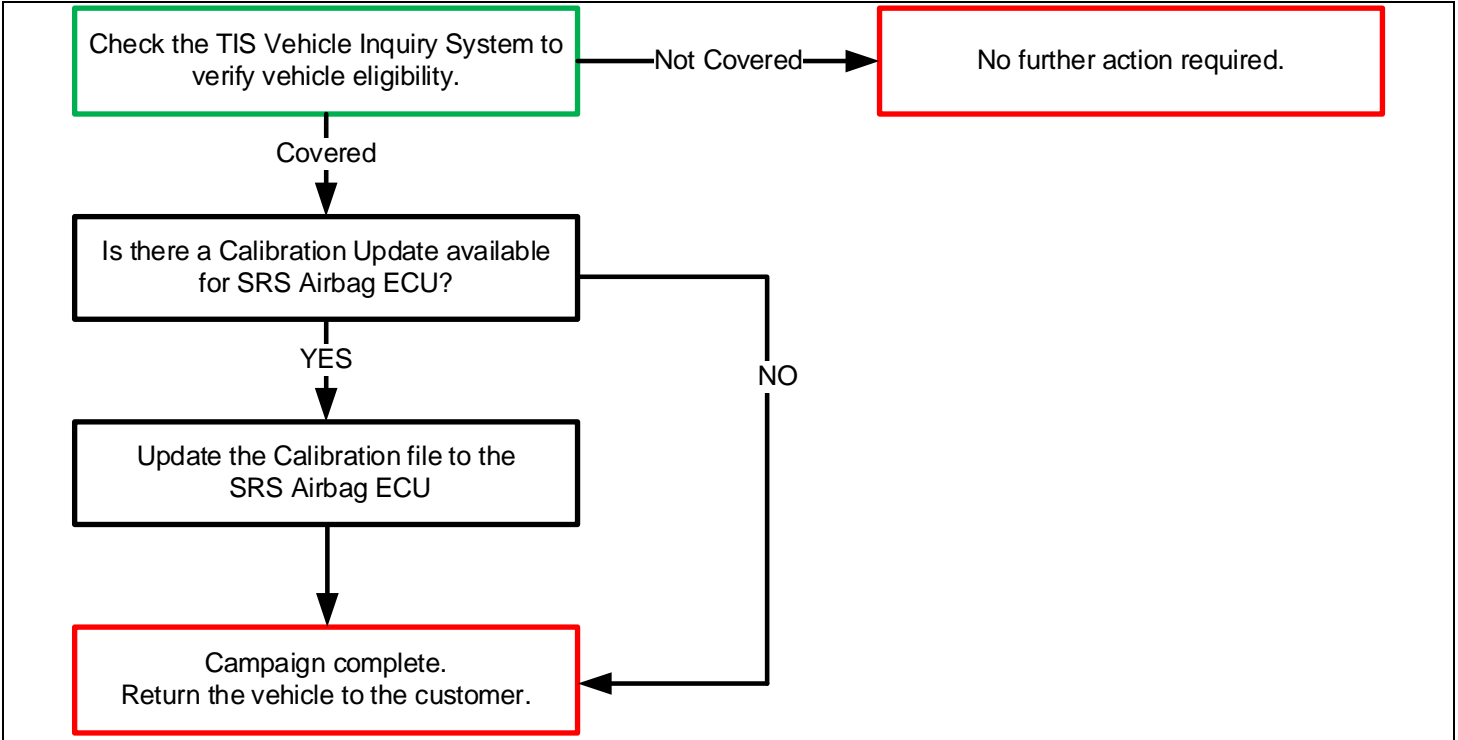 Check the TIS Vehicle Inquiry System to
verify vehicle eligibility.
Not Covered
No further action required.
Covered
Is there a Calibration Update available
for SRS Airbag ECU?
YES
NO
Update the Calibration file to the
SRS Airbag ECU
Campaign complete.
Return the vehicle to the customer.